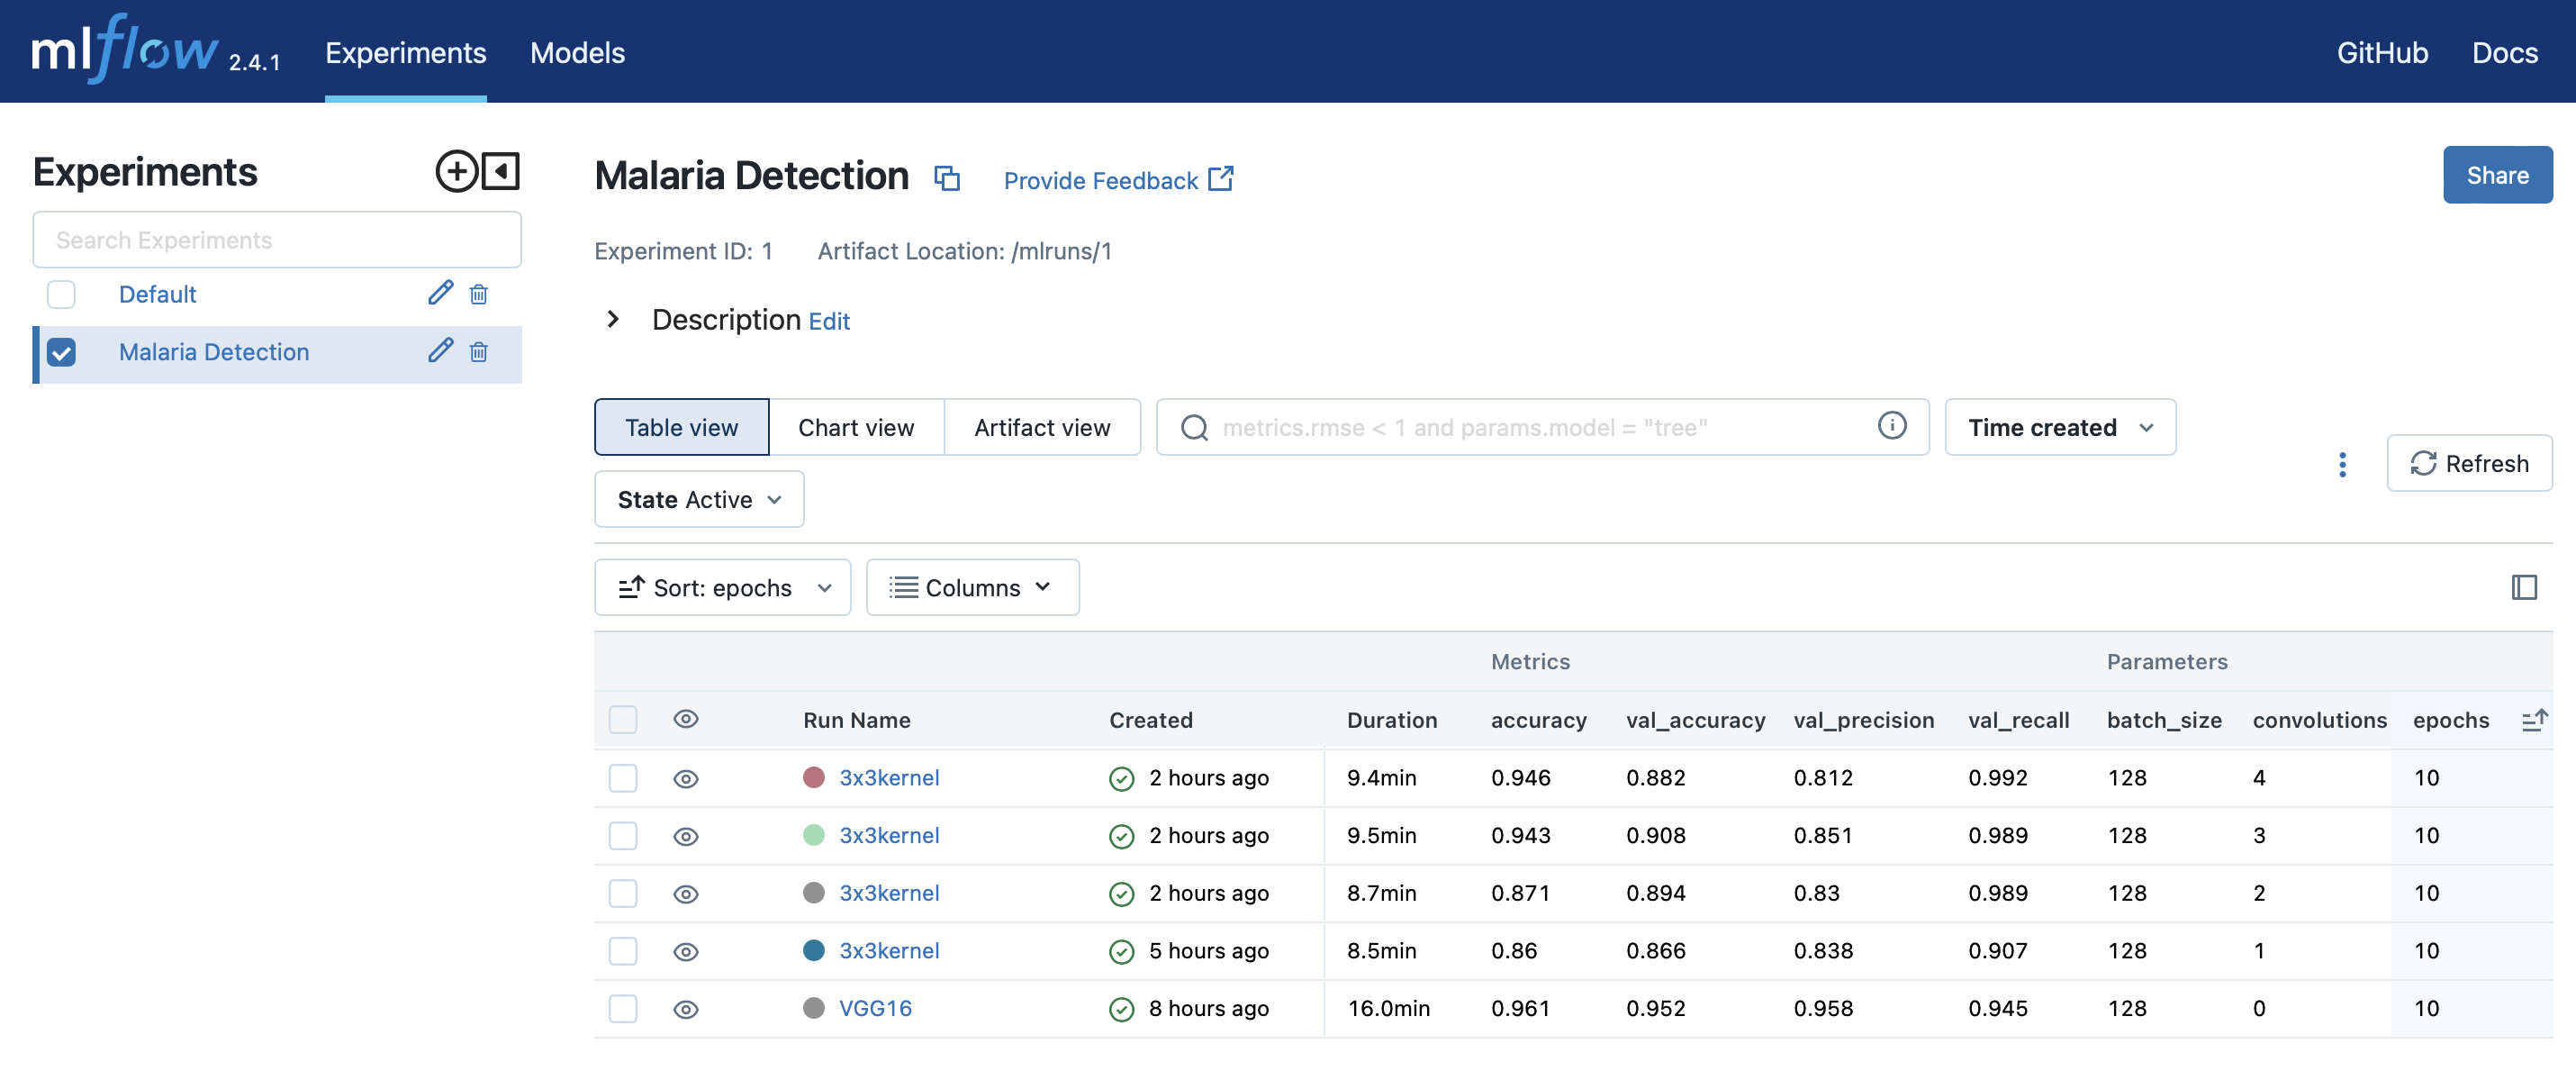 mlflow 2.4.1 Experiments Models GitHub Docs
Experiments
Search Experiments
Default
Malaria Detection
Malaria Detection Provide Feedback Share
Experiment ID: 1 Artifact Location: /mlruns/1
Description Edit
Table view Chart view Artifact view metrics.rmse < 1 and params.model = "tree" Time created
Refresh
State Active
Sort: epochs Columns
Metrics Parameters
Run Name Created Duration accuracy val_accuracy val_precision val_recall batch_size convolutions epochs
3x3kernel 2 hours ago 9.4min 0.946 0.882 0.812 0.992 128 4 10
3x3kernel 2 hours ago 9.5min 0.943 0.908 0.851 0.989 128 3 10
3x3kernel 2 hours ago 8.7min 0.871 0.894 0.83 0.989 128 2 10
3x3kernel 5 hours ago 8.5min 0.86 0.866 0.838 0.907 128 1 10
VGG16 8 hours ago 16.0min 0.961 0.952 0.958 0.945 128 0 10